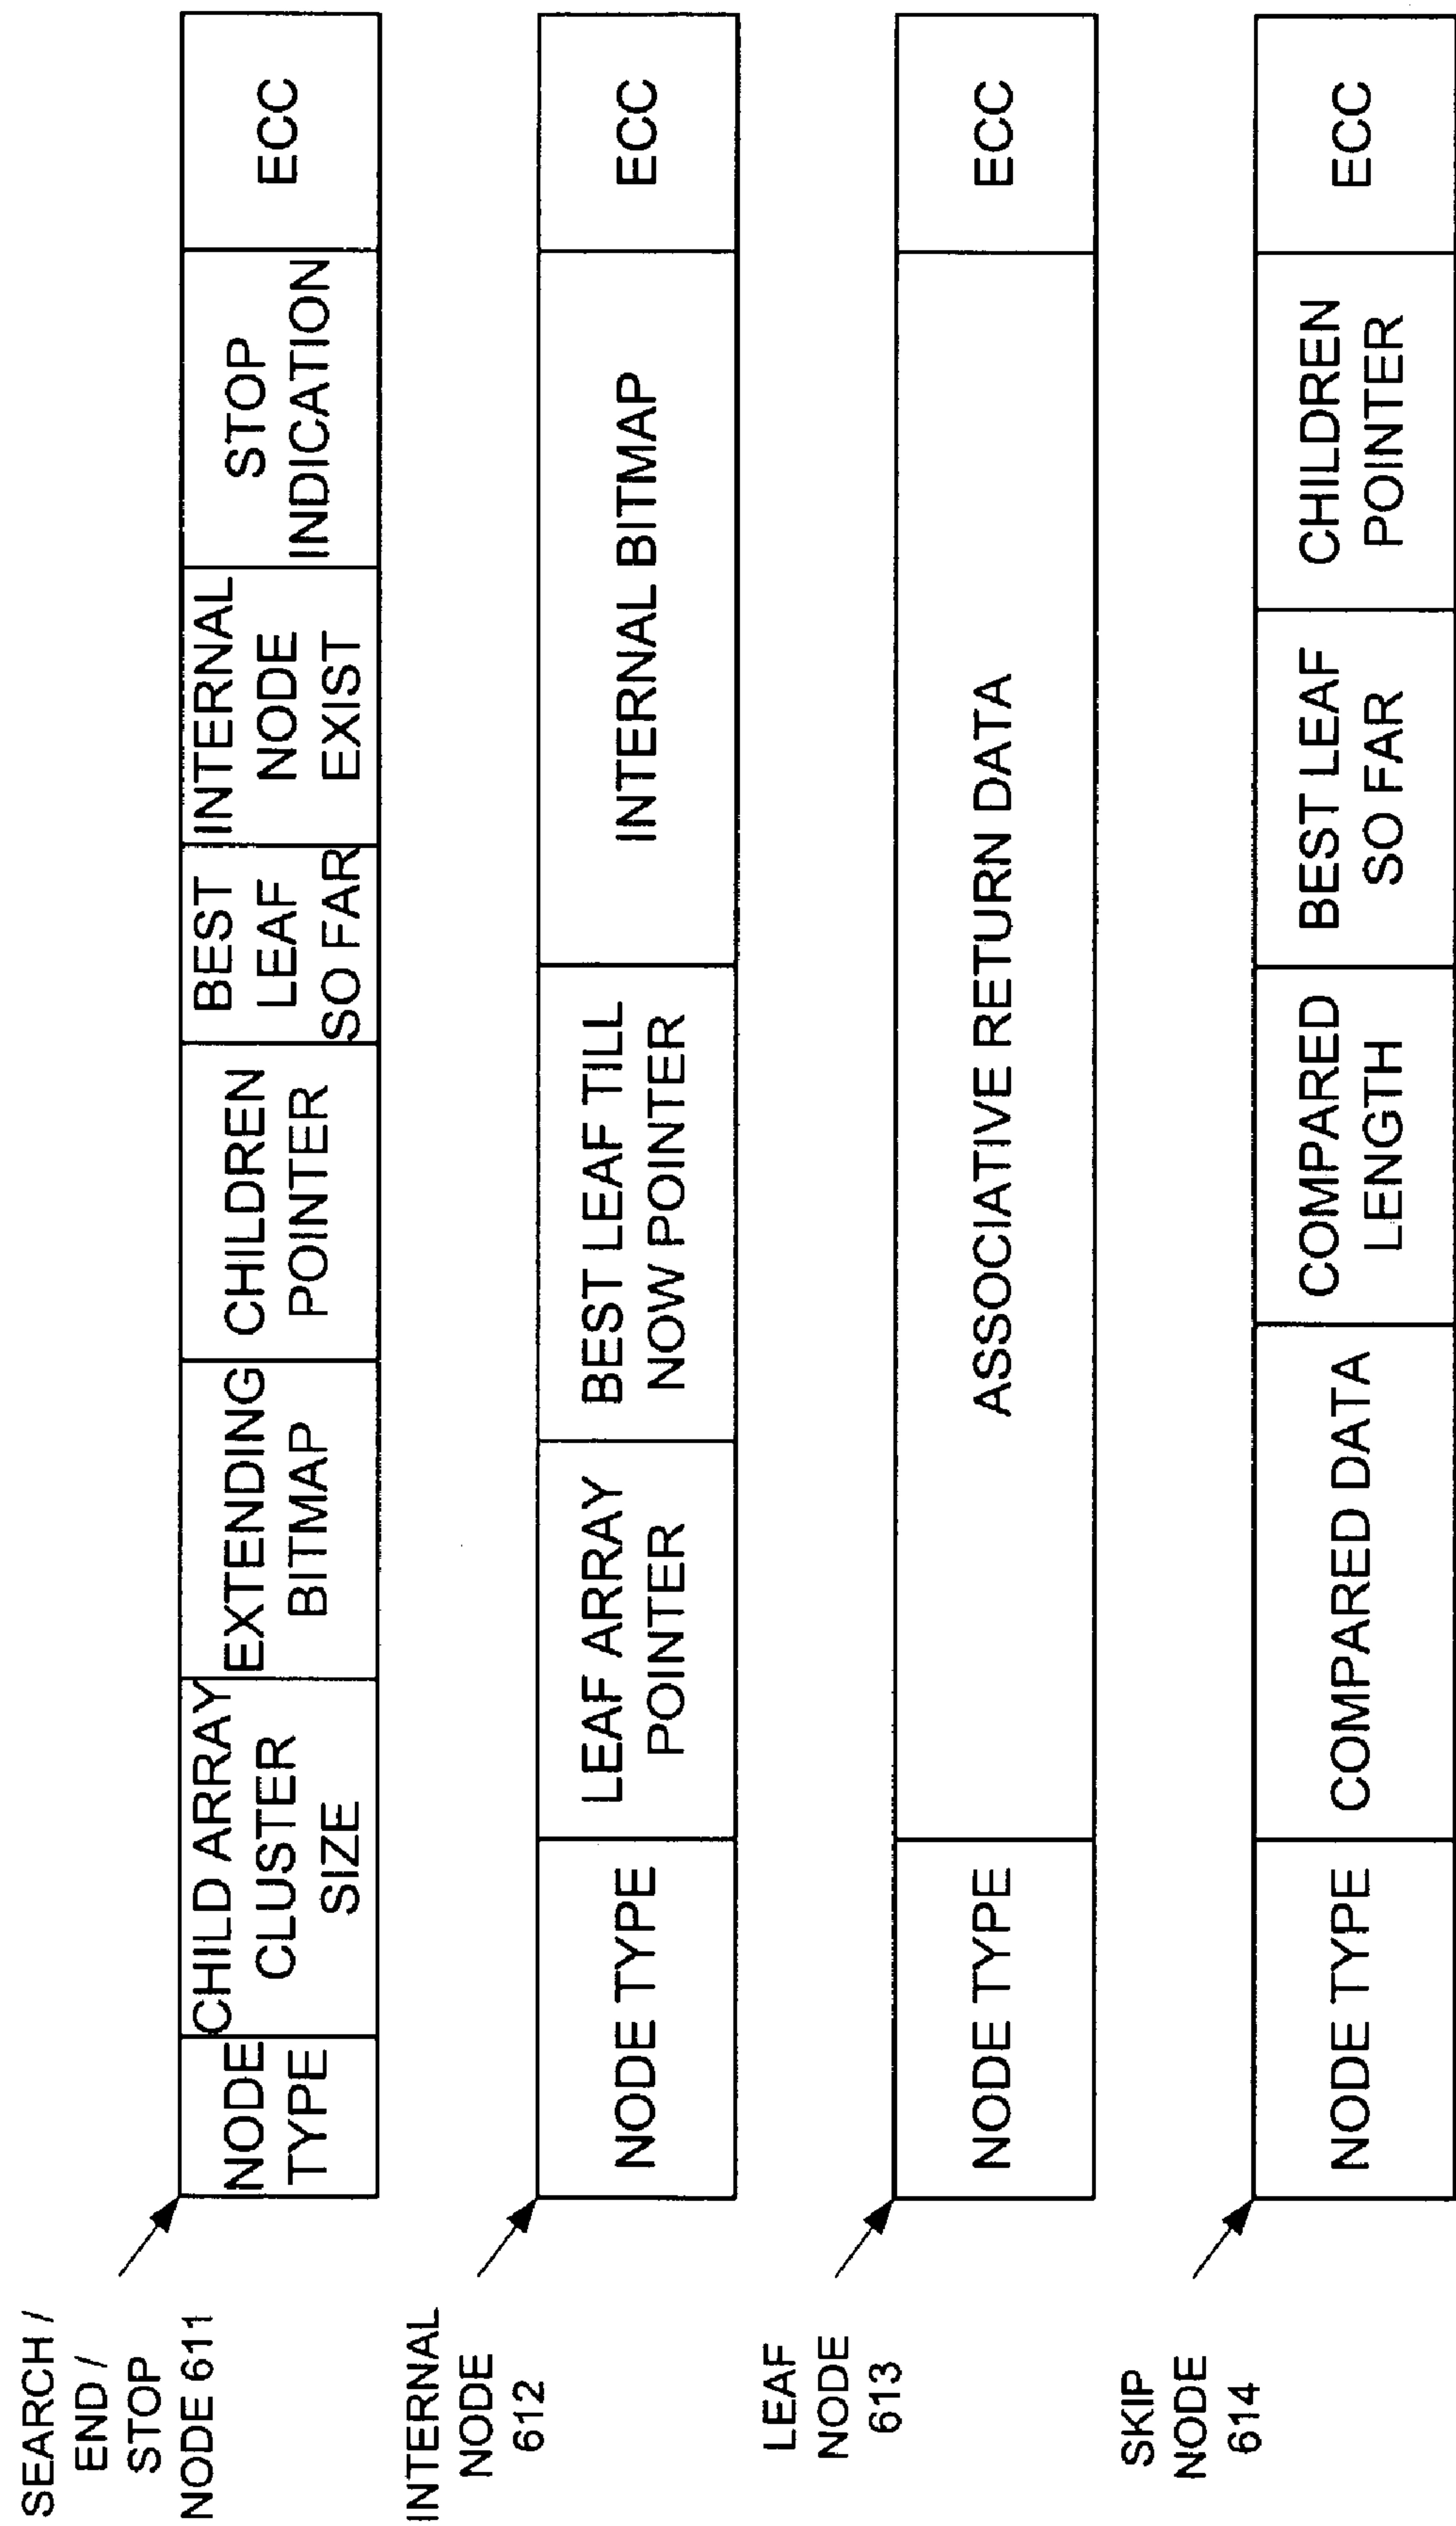 SEARCH /
END /
STOP
NODE 611
NODE
TYPE
CHILD ARRAY
CLUSTER
SIZE
EXTENDING
BITMAP
CHILDREN
POINTER
BEST
LEAF
SO FAR
INTERNAL
NODE
EXIST
STOP
INDICATION
ECC
INTERNAL
NODE
612
NODE TYPE
LEAF ARRAY
POINTER
BEST LEAF TILL
NOW POINTER
INTERNAL BITMAP
ECC
LEAF
NODE
613
NODE TYPE
ASSOCIATIVE RETURN DATA
ECC
SKIP
NODE
614
NODE TYPE
COMPARED DATA
COMPARED
LENGTH
BEST LEAF
SO FAR
CHILDREN
POINTER
ECC